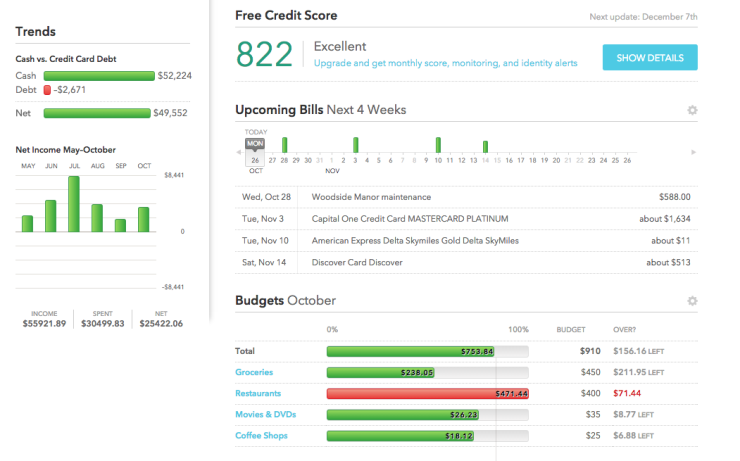 Trends
Cash vs. Credit Card Debt
Cash $52,224
Debt -$2,671
Net $49,552
Net Income May-October
MAY JUN JUL AUG SEP OCT
$8,441
0
-$8,441
INCOME SPENT NET
$55921.89 $30499.83 $25422.06
Free Credit Score Next update: December 7th
822 Excellent
Upgrade and get monthly score, monitoring, and identity alerts
SHOW DETAILS
Upcoming Bills Next 4 Weeks
TODAY
MON
26 27 28 29 30 31 1 2 3 4 5 6 7 8 9 10 11 12 13 14 15 16 17 18 19 20 21 22 23 24 25 26
OCT NOV
Wed, Oct 28 Woodside Manor maintenance $588.00
Tue, Nov 3 Capital One Credit Card MASTERCARD PLATINUM about $1,634
Tue, Nov 10 American Express Delta Skymiles Gold Delta SkyMiles about $11
Sat, Nov 14 Discover Card Discover about $513
Budgets October
0% 100% BUDGET OVER?
Total $753.84 $910 $156.16 LEFT
Groceries $238.05 $450 $211.95 LEFT
Restaurants $471.44 $400 $71.44
Movies & DVDs $26.23 $35 $8.77 LEFT
Coffee Shops $18.12 $25 $6.88 LEFT